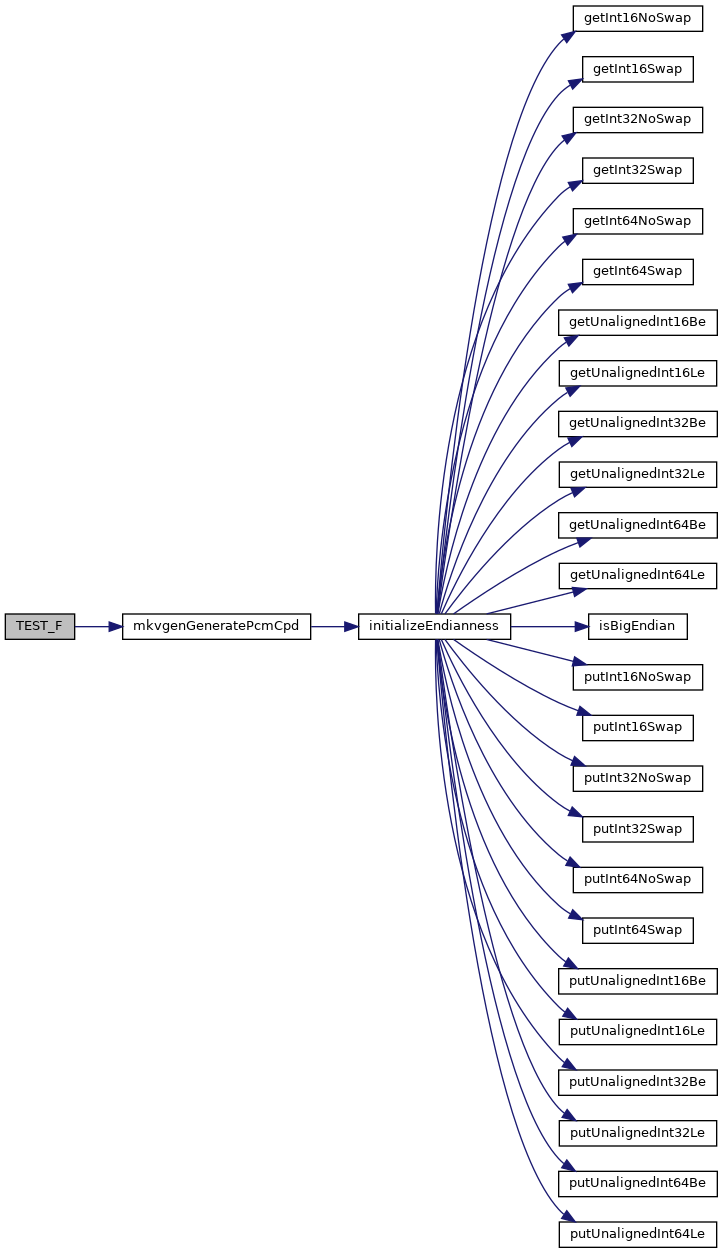 getInt16NoSwap
getInt16Swap
getInt32NoSwap
getInt32Swap
getInt64NoSwap
getInt64Swap
getUnalignedInt16Be
getUnalignedInt16Le
getUnalignedInt32Be
getUnalignedInt32Le
getUnalignedInt64Be
getUnalignedInt64Le
TEST_F
mkvgenGeneratePcmCpd
initializeEndianness
isBigEndian
putInt16NoSwap
putInt16Swap
putInt32NoSwap
putInt32Swap
putInt64NoSwap
putInt64Swap
putUnalignedInt16Be
putUnalignedInt16Le
putUnalignedInt32Be
putUnalignedInt32Le
putUnalignedInt64Be
putUnalignedInt64Le